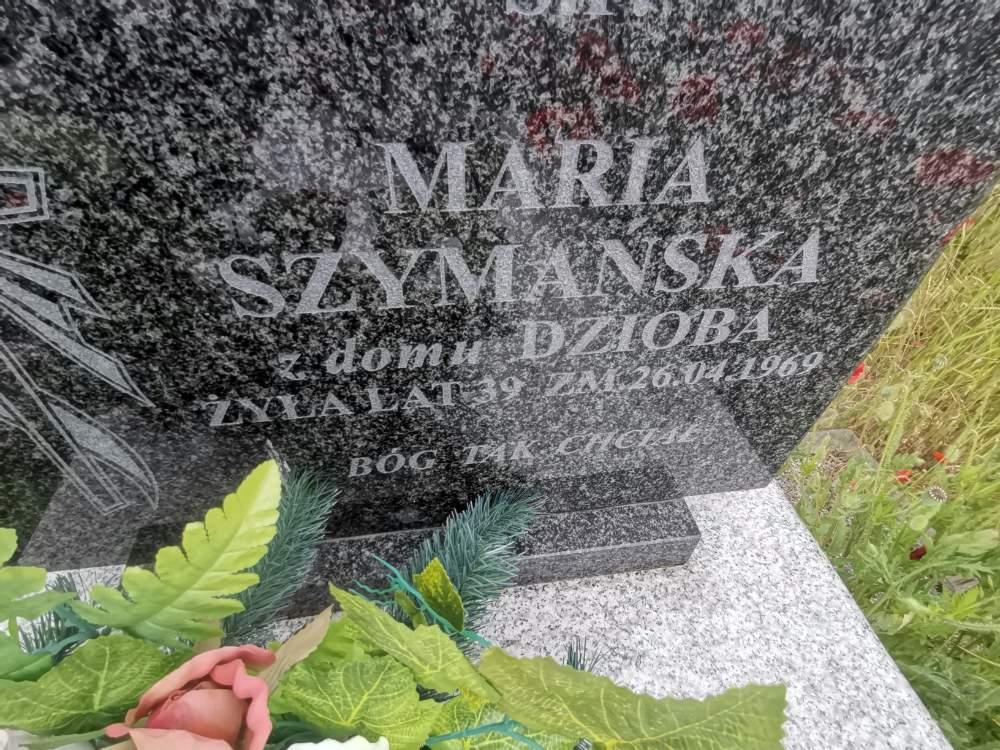 Ś.P.
MARIA
SZYMAŃSKA
z domu DZIOBA
ŻYŁA LAT 39 ZM. 26.04.1969
BÓG TAK CHCIAŁ